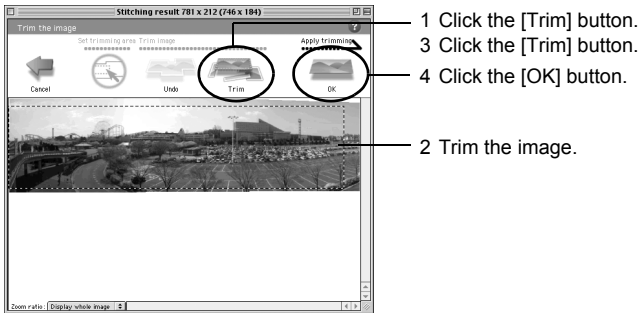 Stitching result 781 x 212 (746 x 184)
Trim the image
?
Set trimming area Trim image Apply trimming
Cancel Undo Trim OK
1 Click the [Trim] button.
3 Click the [Trim] button.
4 Click the [OK] button.
2 Trim the image.
Zoom ratio: Display whole image